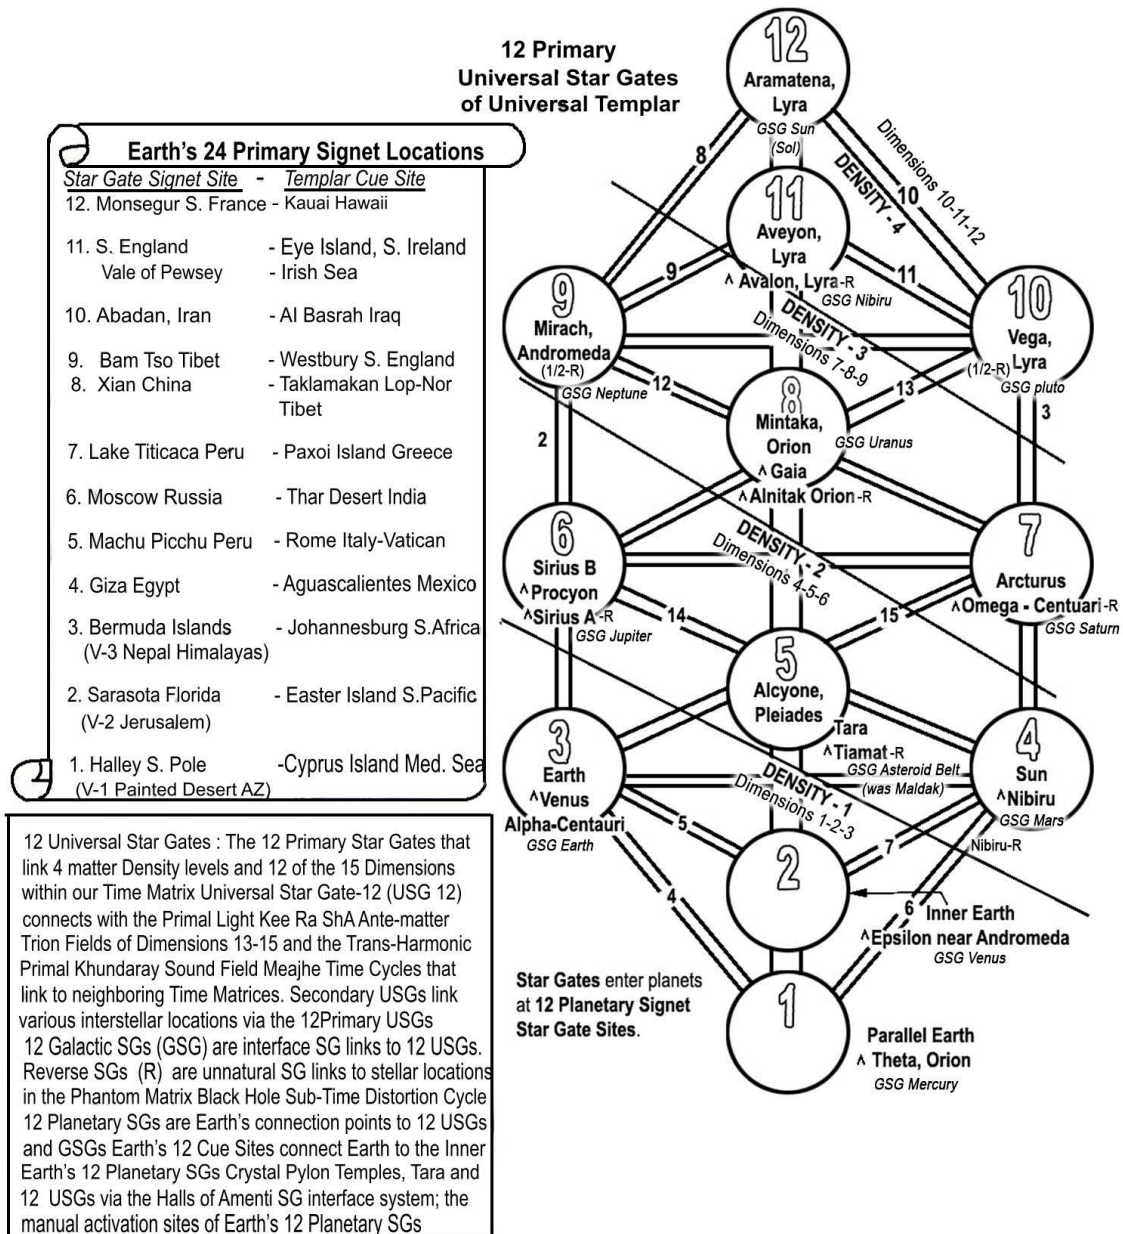 12 Primary
Universal Star Gates
of Universal Templar
Earth's 24 Primary Signet Locations
Star Gate Signet Site - Templar Cue Site
12. Monsegur S. France - Kauai Hawaii
11. S. England - Eye Island, S. Ireland
Vale of Pewsey - Irish Sea
10. Abadan, Iran - Al Basrah Iraq
9. Bam Tso Tibet - Westbury S. England
8. Xian China - Taklamakan Lop-Nor
Tibet
7. Lake Titicaca Peru - Paxoi Island Greece
6. Moscow Russia - Thar Desert India
5. Machu Picchu Peru - Rome Italy-Vatican
4. Giza Egypt - Aguascalientes Mexico
3. Bermuda Islands - Johannesburg S.Africa
(V-3 Nepal Himalayas)
2. Sarasota Florida - Easter Island S.Pacific
(V-2 Jerusalem)
1. Halley S. Pole -Cyprus Island Med. Sea
(V-1 Painted Desert AZ)
12 Universal Star Gates : The 12 Primary Star Gates that
link 4 matter Density levels and 12 of the 15 Dimensions
within our Time Matrix Universal Star Gate-12 (USG 12)
connects with the Primal Light Kee Ra ShA Ante-matter
Trion Fields of Dimensions 13-15 and the Trans-Harmonic
Primal Khundaray Sound Field Meajhe Time Cycles that
link to neighboring Time Matrices. Secondary USGs link
various interstellar locations via the 12Primary USGs
12 Galactic SGs (GSG) are interface SG links to 12 USGs.
Reverse SGs (R) are unnatural SG links to stellar locations
in the Phantom Matrix Black Hole Sub-Time Distortion Cycle
12 Planetary SGs are Earth's connection points to 12 USGs
and GSGs Earth's 12 Cue Sites connect Earth to the Inner
Earth's 12 Planetary SGs Crystal Pylon Temples, Tara and
12 USGs via the Halls of Amenti SG interface system; the
manual activation sites of Earth's 12 Planetary SGs
12
Aramatena,
Lyra
GSG Sun
(Sol)
8
10
Dimensions 10-11-12
DENSITY - 4
11
Aveyon,
Lyra
^ Avalon, Lyra-R
GSG Nibiru
9
11
9
Mirach,
Andromeda
(1/2-R)
GSG Neptune
10
Vega,
Lyra
(1/2-R)
GSG pluto
DENSITY - 3
Dimensions 7-8-9
12
13
8
Mintaka,
Orion
^ Gaia
^ Alnitak Orion-R
GSG Uranus
2
3
6
Sirius B
^ Procyon
^ Sirius A-R
GSG Jupiter
7
Arcturus
^ Omega - Centuari-R
GSG Saturn
DENSITY - 2
Dimensions 4-5-6
14
15
5
Alcyone,
Pleiades
Tara
^ Tiamat-R
GSG Asteroid Belt
(was Maldak)
3
Earth
^ Venus
Alpha-Centauri
GSG Earth
4
Sun
^ Nibiru
GSG Mars
Nibiru-R
DENSITY - 1
Dimensions 1-2-3
5
7
2
4
6
Inner Earth
^ Epsilon near Andromeda
GSG Venus
Star Gates enter planets
at 12 Planetary Signet
Star Gate Sites.
1
Parallel Earth
^ Theta, Orion
GSG Mercury